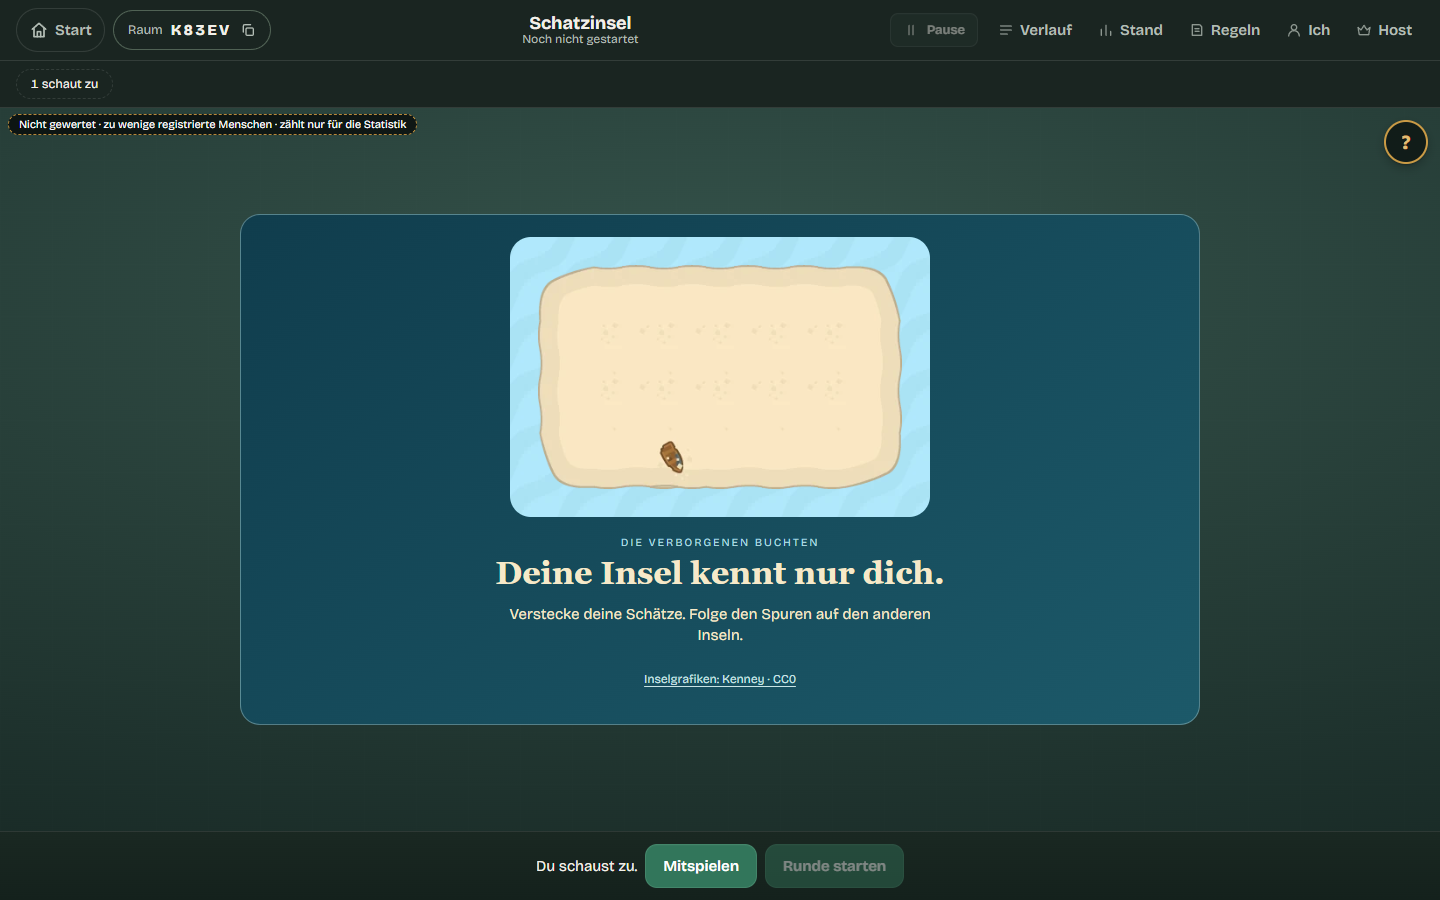 Start
Raum K83EV
Schatzinsel
Noch nicht gestartet
Pause
Verlauf
Stand
Regeln
Ich
Host
1 schaut zu
Nicht gewertet · zu wenige registrierte Menschen · zählt nur für die Statistik
?
DIE VERBORGENEN BUCHTEN
Deine Insel kennt nur dich.
Verstecke deine Schätze. Folge den Spuren auf den anderen
Inseln.
Inselgrafiken: Kenney · CC0
Du schaust zu.
Mitspielen
Runde starten